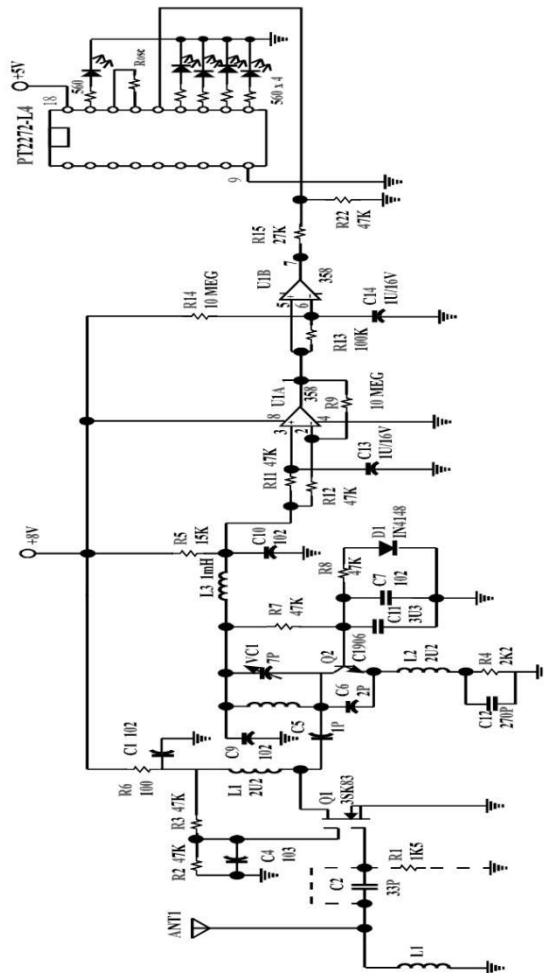 PT2272-L4
+5V
18
560
Rosc
560 x 4
9
R15
27K
R22
47K
7
U1B
5
6
358
R14
10 MEG
R13
100K
C14
1U/16V
U1A
8
3
2
4
358
R9
10 MEG
R11 47K
R12
47K
C13
1U/16V
+8V
R5
15K
L3 1mH
C10
102
R7
47K
R8
47K
D1
IN4148
C7
102
C11
3U3
VC1
7P
Q2
C1906
C6
2P
L2
2U2
R4
2K2
C12
270P
C9
102
C5
1P
C1 102
R6
100
L1
2U2
R3 47K
R2 47K
C4
103
Q1
3SK83
R1
1K5
C2
33P
ANT1
L1